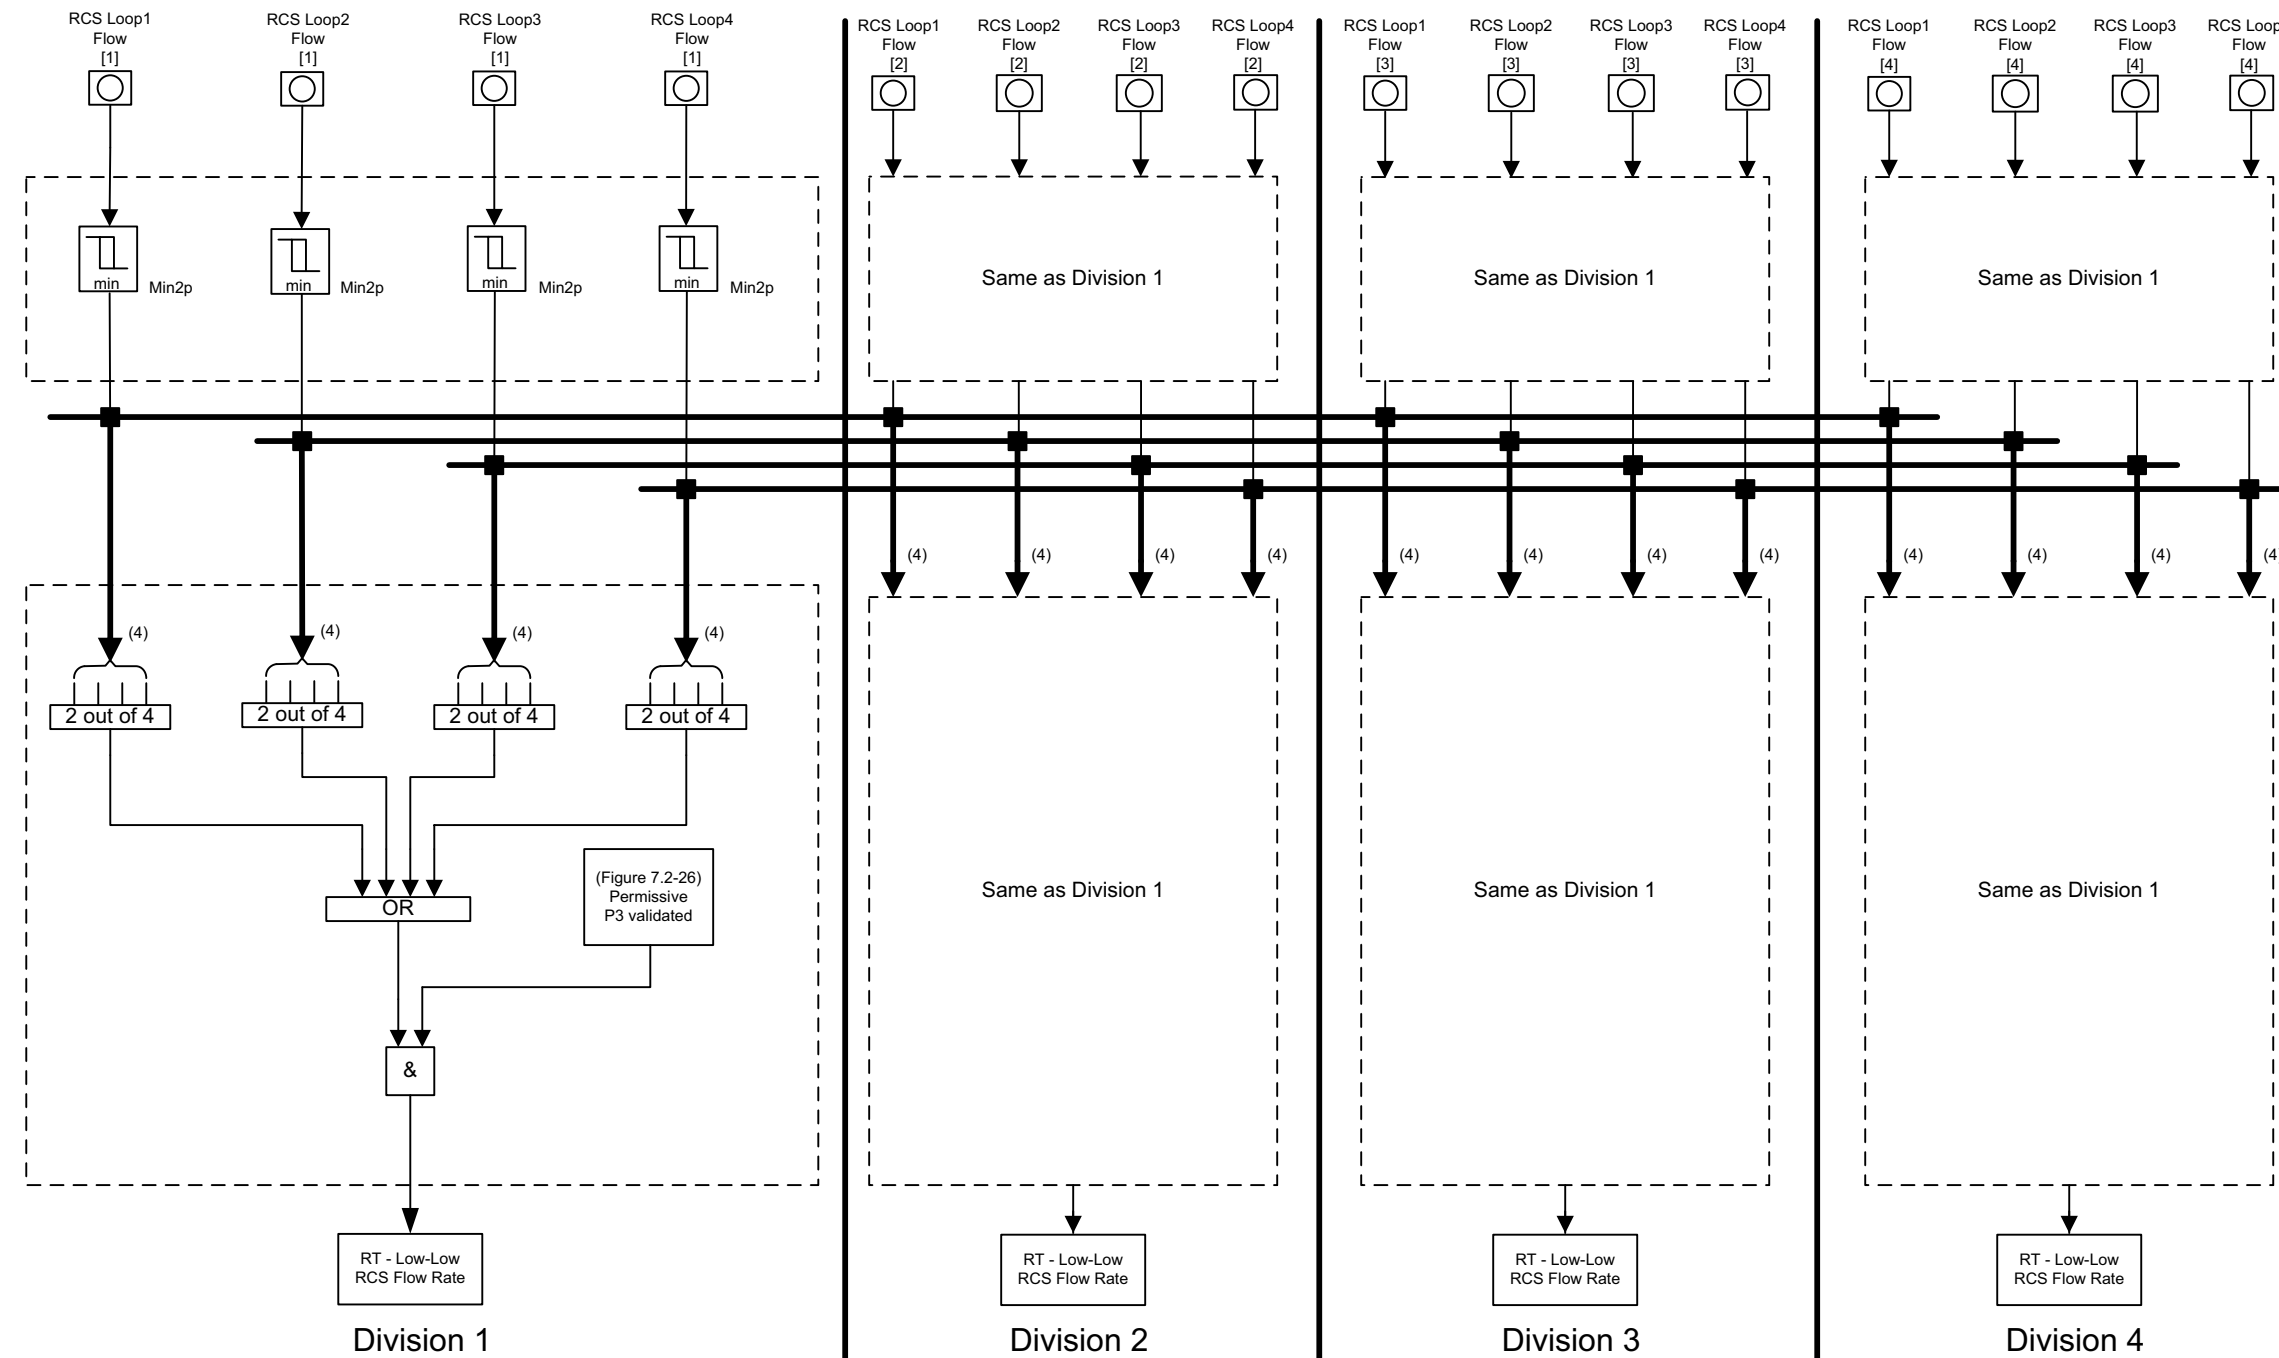 RCS Loop1
Flow
[1]
RCS Loop2
Flow
[1]
RCS Loop3
Flow
[1]
RCS Loop4
Flow
[1]
RCS Loop1
Flow
[2]
RCS Loop2
Flow
[2]
RCS Loop3
Flow
[2]
RCS Loop4
Flow
[2]
RCS Loop1
Flow
[3]
RCS Loop2
Flow
[3]
RCS Loop3
Flow
[3]
RCS Loop4
Flow
[3]
RCS Loop1
Flow
[4]
RCS Loop2
Flow
[4]
RCS Loop3
Flow
[4]
RCS Loop
Flow
[4]
min
Min2p
min
Min2p
min
Min2p
min
Min2p
Same as Division 1
Same as Division 1
Same as Division 1
(4)
(4)
(4)
(4)
(4)
(4)
(4)
(4)
(4)
(4)
(4)
(4
(4)
(4)
(4)
(4)
2 out of 4
2 out of 4
2 out of 4
2 out of 4
OR
(Figure 7.2-26)
Permissive
P3 validated
&
Same as Division 1
Same as Division 1
Same as Division 1
RT - Low-Low
RCS Flow Rate
RT - Low-Low
RCS Flow Rate
RT - Low-Low
RCS Flow Rate
RT - Low-Low
RCS Flow Rate
Division 1
Division 2
Division 3
Division 4